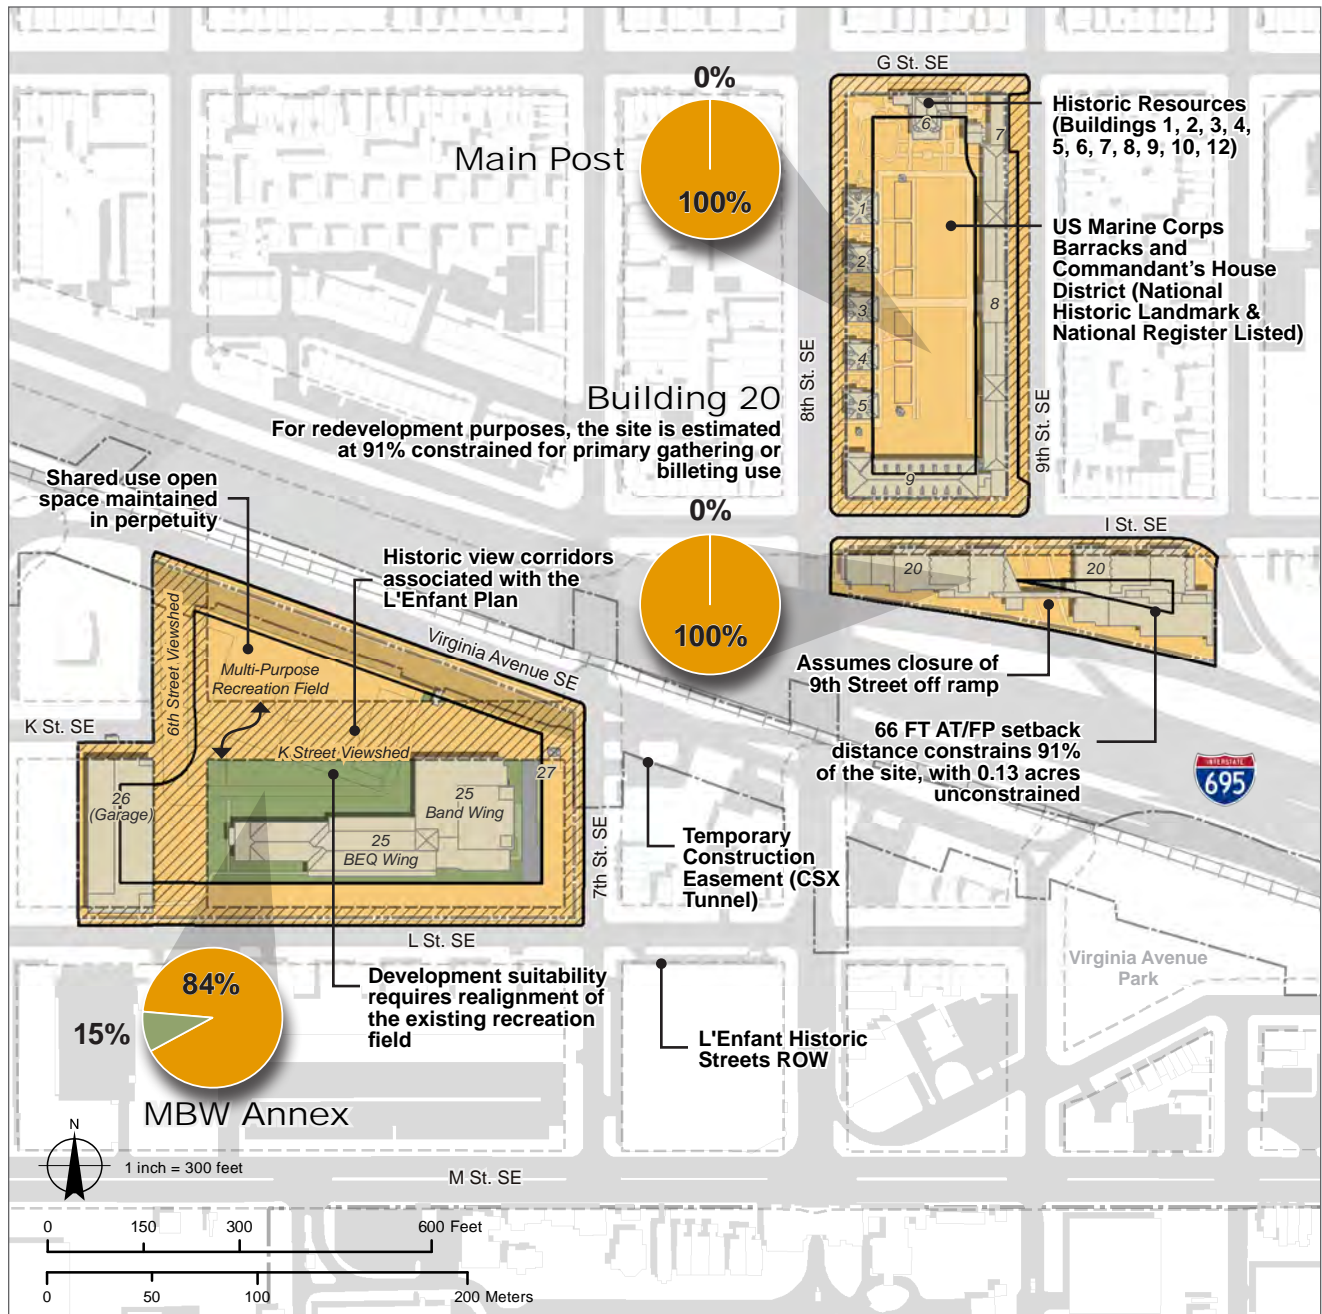 G St. SE
0%
Main Post
100%
6
7
1
2
3
4
5
8
9
8th St. SE
9th St. SE
Historic Resources
(Buildings 1, 2, 3, 4,
5, 6, 7, 8, 9, 10, 12)
US Marine Corps
Barracks and
Commandant's House
District (National
Historic Landmark &
National Register Listed)
Building 20
For redevelopment purposes, the site is estimated
at 91% constrained for primary gathering or
billeting use
0%
100%
I St. SE
20
20
Shared use open
space maintained
in perpetuity
Historic view corridors
associated with the
L'Enfant Plan
Virginia Avenue SE
6th Street Viewshed
Multi-Purpose
Recreation Field
K St. SE
K Street Viewshed
26
(Garage)
25
Band Wing
27
25
BEQ Wing
7th St. SE
L St. SE
Assumes closure of
9th Street off ramp
66 FT AT/FP setback
distance constrains 91%
of the site, with 0.13 acres
unconstrained
INTERSTATE
695
Temporary
Construction
Easement (CSX
Tunnel)
Virginia Avenue
Park
84%
15%
MBW Annex
Development suitability
requires realignment of
the existing recreation
field
L'Enfant Historic
Streets ROW
N
1 inch = 300 feet
M St. SE
0 150 300 600 Feet
0 50 100 200 Meters